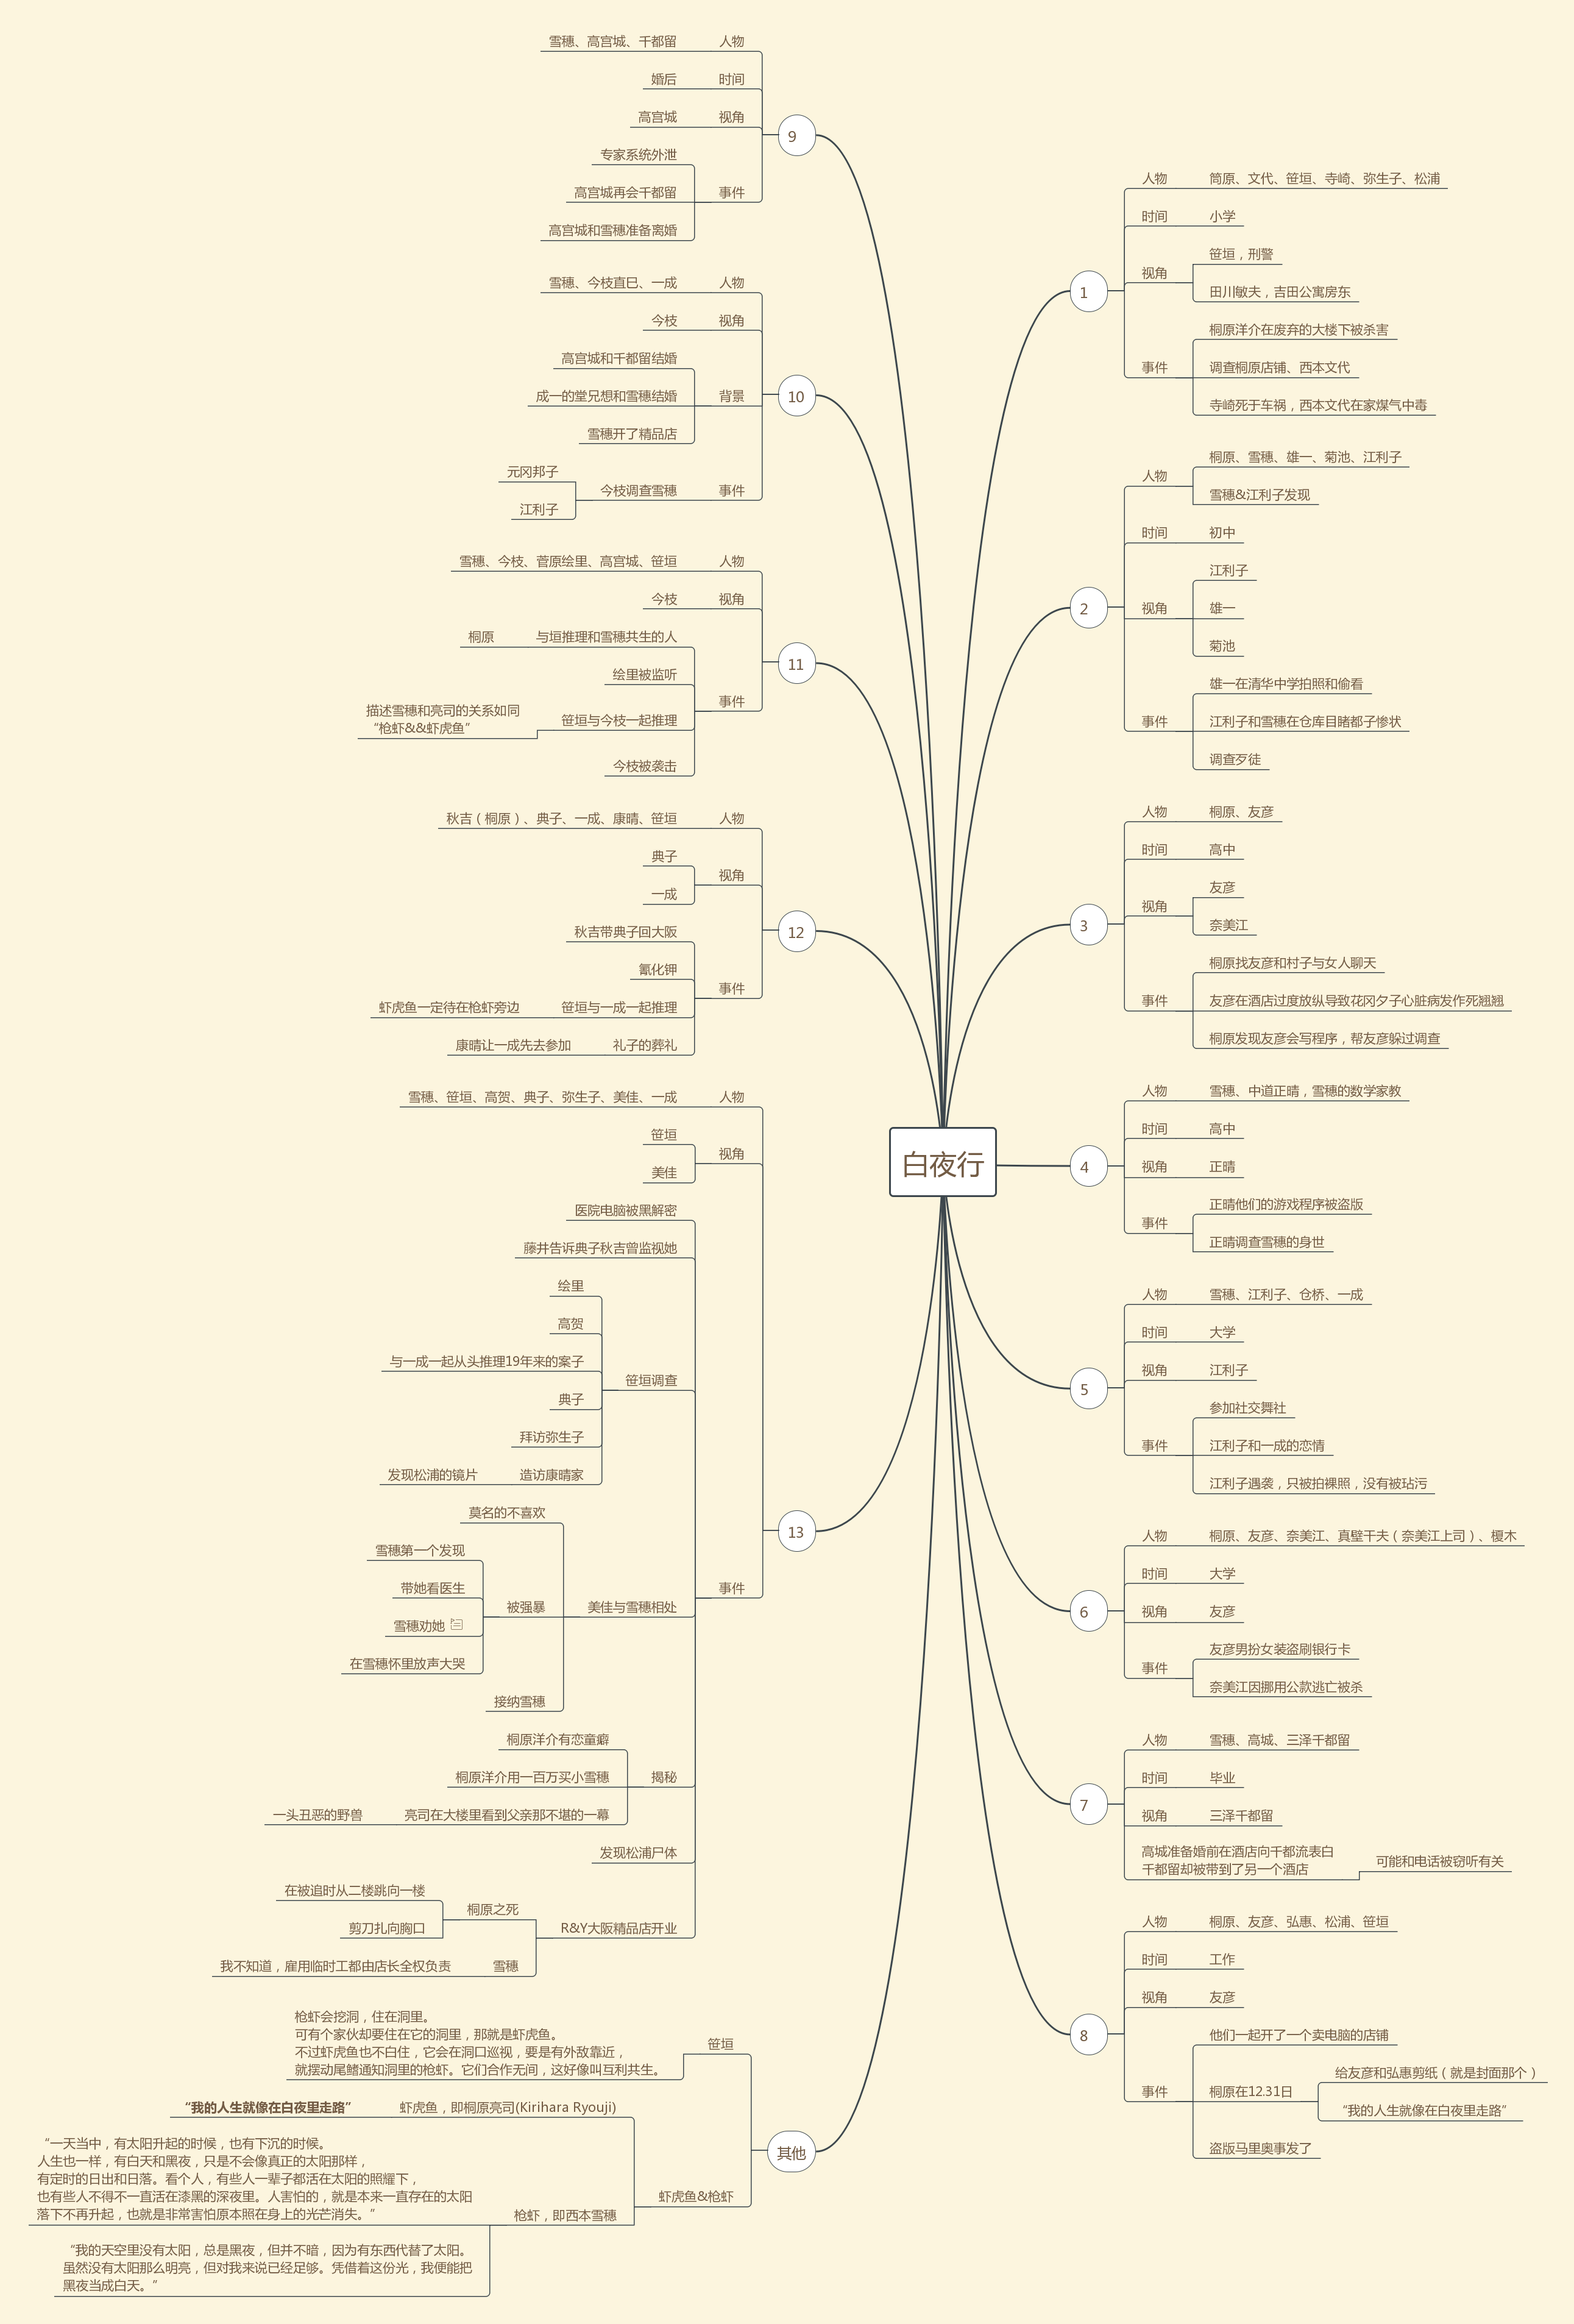 白夜行
1
人物
筒原、文代、笹垣、寺崎、弥生子、松浦
时间
小学
视角
笹垣，刑警
田川敏夫，吉田公寓房东
事件
桐原洋介在废弃的大楼下被杀害
调查桐原店铺、西本文代
寺崎死于车祸，西本文代在家煤气中毒
2
人物
桐原、雪穗、雄一、菊池、江利子
雪穗&江利子发现
时间
初中
视角
江利子
雄一
菊池
事件
雄一在清华中学拍照和偷看
江利子和雪穗在仓库目睹都子惨状
调查歹徒
3
人物
桐原、友彦
时间
高中
视角
友彦
奈美江
事件
桐原找友彦和村子与女人聊天
友彦在酒店过度放纵导致花冈夕子心脏病发作死翘翘
桐原发现友彦会写程序，帮友彦躲过调查
4
人物
雪穗、中道正晴，雪穗的数学家教
时间
高中
视角
正晴
事件
正晴他们的游戏程序被盗版
正晴调查雪穗的身世
5
人物
雪穗、江利子、仓桥、一成
时间
大学
视角
江利子
事件
参加社交舞社
江利子和一成的恋情
江利子遇袭，只被拍裸照，没有被玷污
6
人物
桐原、友彦、奈美江、真壁干夫（奈美江上司）、榎木
时间
大学
视角
友彦
事件
友彦男扮女装盗刷银行卡
奈美江因挪用公款逃亡被杀
7
人物
雪穗、高城、三泽千都留
时间
毕业
视角
三泽千都留
高城准备婚前在酒店向千都流表白
千都留却被带到了另一个酒店
可能和电话被窃听有关
8
人物
桐原、友彦、弘惠、松浦、笹垣
时间
工作
视角
友彦
事件
他们一起开了一个卖电脑的店铺
桐原在12.31日
给友彦和弘惠剪纸（就是封面那个）
“我的人生就像在白夜里走路”
盗版马里奥事发了
9
人物
雪穗、高宫城、千都留
时间
婚后
视角
高宫城
事件
专家系统外泄
高宫城再会千都留
高宫城和雪穗准备离婚
10
人物
雪穗、今枝直巳、一成
视角
今枝
背景
高宫城和千都留结婚
成一的堂兄想和雪穗结婚
雪穗开了精品店
事件
今枝调查雪穗
元冈邦子
江利子
11
人物
雪穗、今枝、菅原绘里、高宫城、笹垣
视角
今枝
事件
与垣推理和雪穗共生的人
桐原
绘里被监听
笹垣与今枝一起推理
描述雪穗和亮司的关系如同
“枪虾&&虾虎鱼”
今枝被袭击
12
人物
秋吉（桐原）、典子、一成、康晴、笹垣
视角
典子
一成
事件
秋吉带典子回大阪
氰化钾
笹垣与一成一起推理
虾虎鱼一定待在枪虾旁边
礼子的葬礼
康晴让一成先去参加
13
人物
雪穗、笹垣、高贺、典子、弥生子、美佳、一成
视角
笹垣
美佳
事件
医院电脑被黑解密
藤井告诉典子秋吉曾监视她
笹垣调查
绘里
高贺
与一成一起从头推理19年来的案子
典子
拜访弥生子
造访康晴家
发现松浦的镜片
美佳与雪穗相处
莫名的不喜欢
被强暴
雪穗第一个发现
带她看医生
雪穗劝她
在雪穗怀里放声大哭
接纳雪穗
揭秘
桐原洋介有恋童癖
桐原洋介用一百万买小雪穗
亮司在大楼里看到父亲那不堪的一幕
一头丑恶的野兽
发现松浦尸体
R&Y大阪精品店开业
桐原之死
在被追时从二楼跳向一楼
剪刀扎向胸口
雪穗
我不知道，雇用临时工都由店长全权负责
其他
笹垣
枪虾会挖洞，住在洞里。
可有个家伙却要住在它的洞里，那就是虾虎鱼。
不过虾虎鱼也不白住，它会在洞口巡视，要是有外敌靠近，
就摆动尾鳍通知洞里的枪虾。它们合作无间，这好像叫互利共生。
虾虎鱼&枪虾
虾虎鱼，即桐原亮司(Kirihara Ryouji)
“我的人生就像在白夜里走路”
枪虾，即西本雪穗
“一天当中，有太阳升起的时候，也有下沉的时候。
人生也一样，有白天和黑夜，只是不会像真正的太阳那样，
有定时的日出和日落。看个人，有些人一辈子都活在太阳的照耀下，
也有些人不得不一直活在漆黑的深夜里。人害怕的，就是本来一直存在的太阳
落下不再升起，也就是非常害怕原本照在身上的光芒消失。”
“我的天空里没有太阳，总是黑夜，但并不暗，因为有东西代替了太阳。
虽然没有太阳那么明亮，但对我来说已经足够。凭借着这份光，我便能把
黑夜当成白天。”